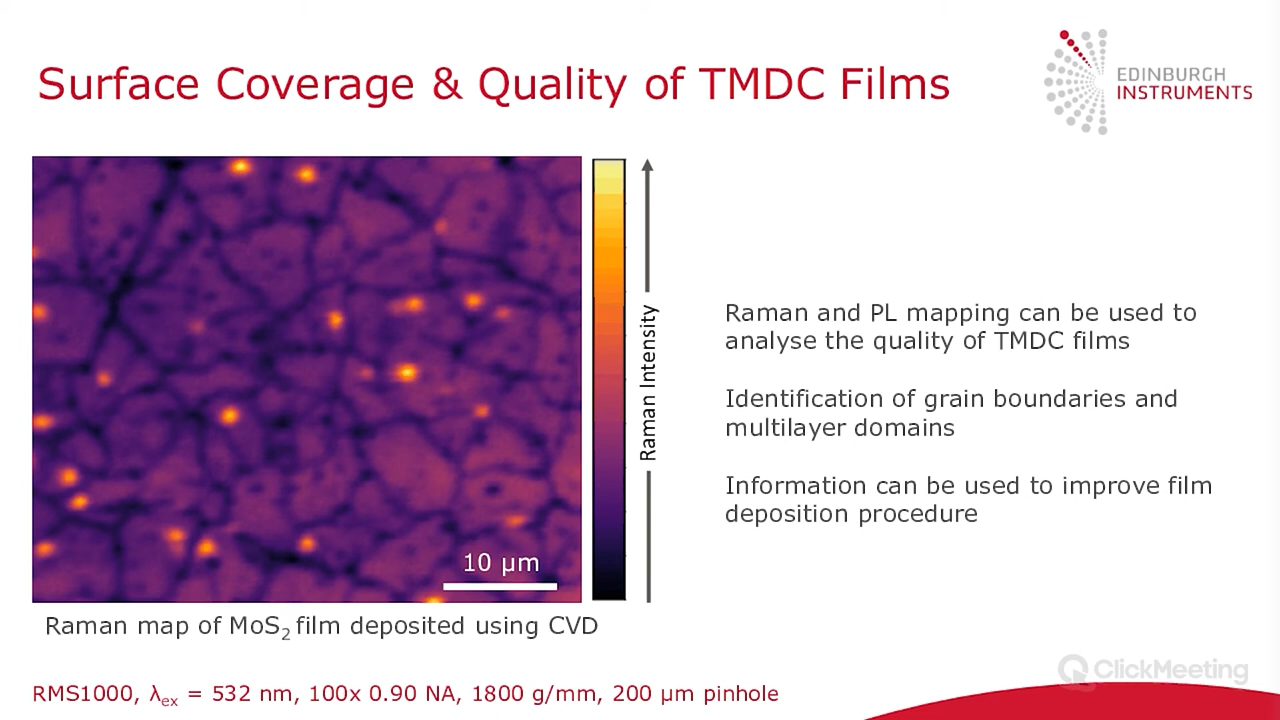 Surface Coverage & Quality of TMDC Films
EDINBURGH
INSTRUMENTS
Raman Intensity
10 µm
Raman and PL mapping can be used to
analyse the quality of TMDC films
Identification of grain boundaries and
multilayer domains
Information can be used to improve film
deposition procedure
Raman map of MoS₂ film deposited using CVD
ClickMeeting
RMS1000, λex = 532 nm, 100x 0.90 NA, 1800 g/mm, 200 µm pinhole